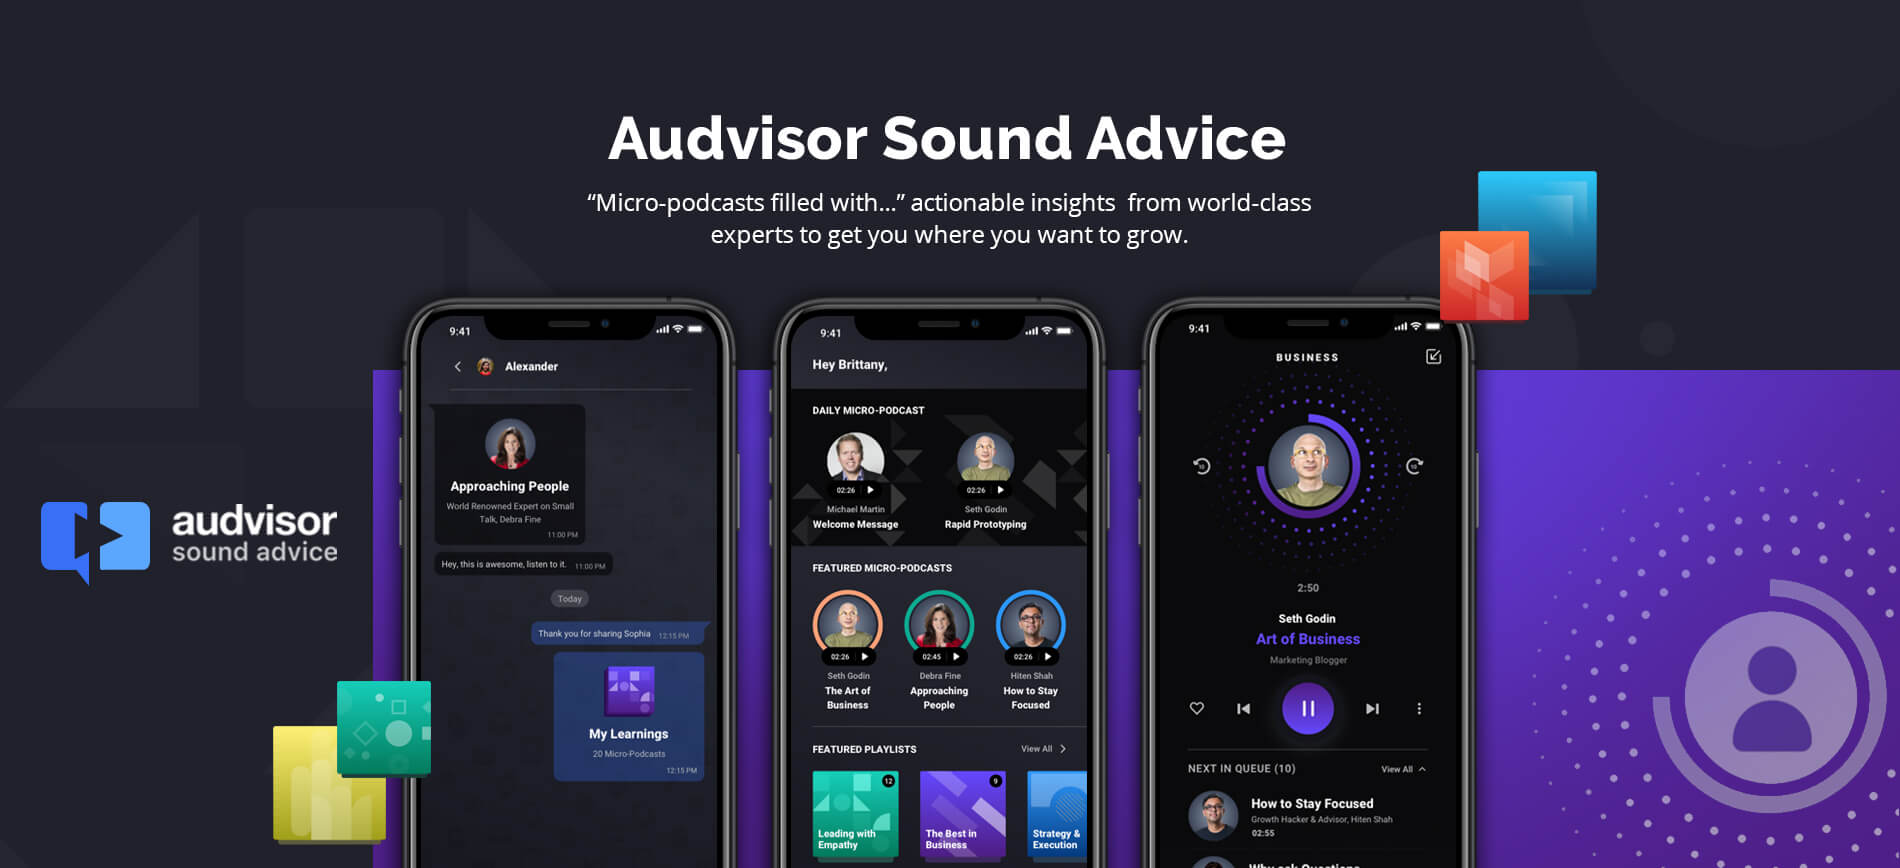 Audvisor Sound Advice
“Micro-podcasts filled with...” actionable insights from world-class
experts to get you where you want to grow.
audvisor
sound advice
9:41
Alexander
Approaching People
World Renowned Expert on Small
Talk, Debra Fine
11:00 PM
Hey, this is awesome, listen to it. 11:00 PM
Today
Thank you for sharing Sophia 12:15 PM
My Learnings
20 Micro-Podcasts
12:15 PM
9:41
Hey Brittany,
DAILY MICRO-PODCAST
02:26
02:26
Michael Martin
Seth Godin
Welcome Message
Rapid Prototyping
FEATURED MICRO-PODCASTS
02:26
02:45
02:26
Seth Godin
Debra Fine
Hiten Shah
The Art of
Business
Approaching
People
How to Stay
Focused
FEATURED PLAYLISTS
View All
12
9
Leading with
Empathy
The Best in
Business
Strategy &
Execution
9:41
BUSINESS
10
10
2:50
Seth Godin
Art of Business
Marketing Blogger
NEXT IN QUEUE (10)
View All
How to Stay Focused
Growth Hacker & Advisor, Hiten Shah
02:55
Why ask Questions